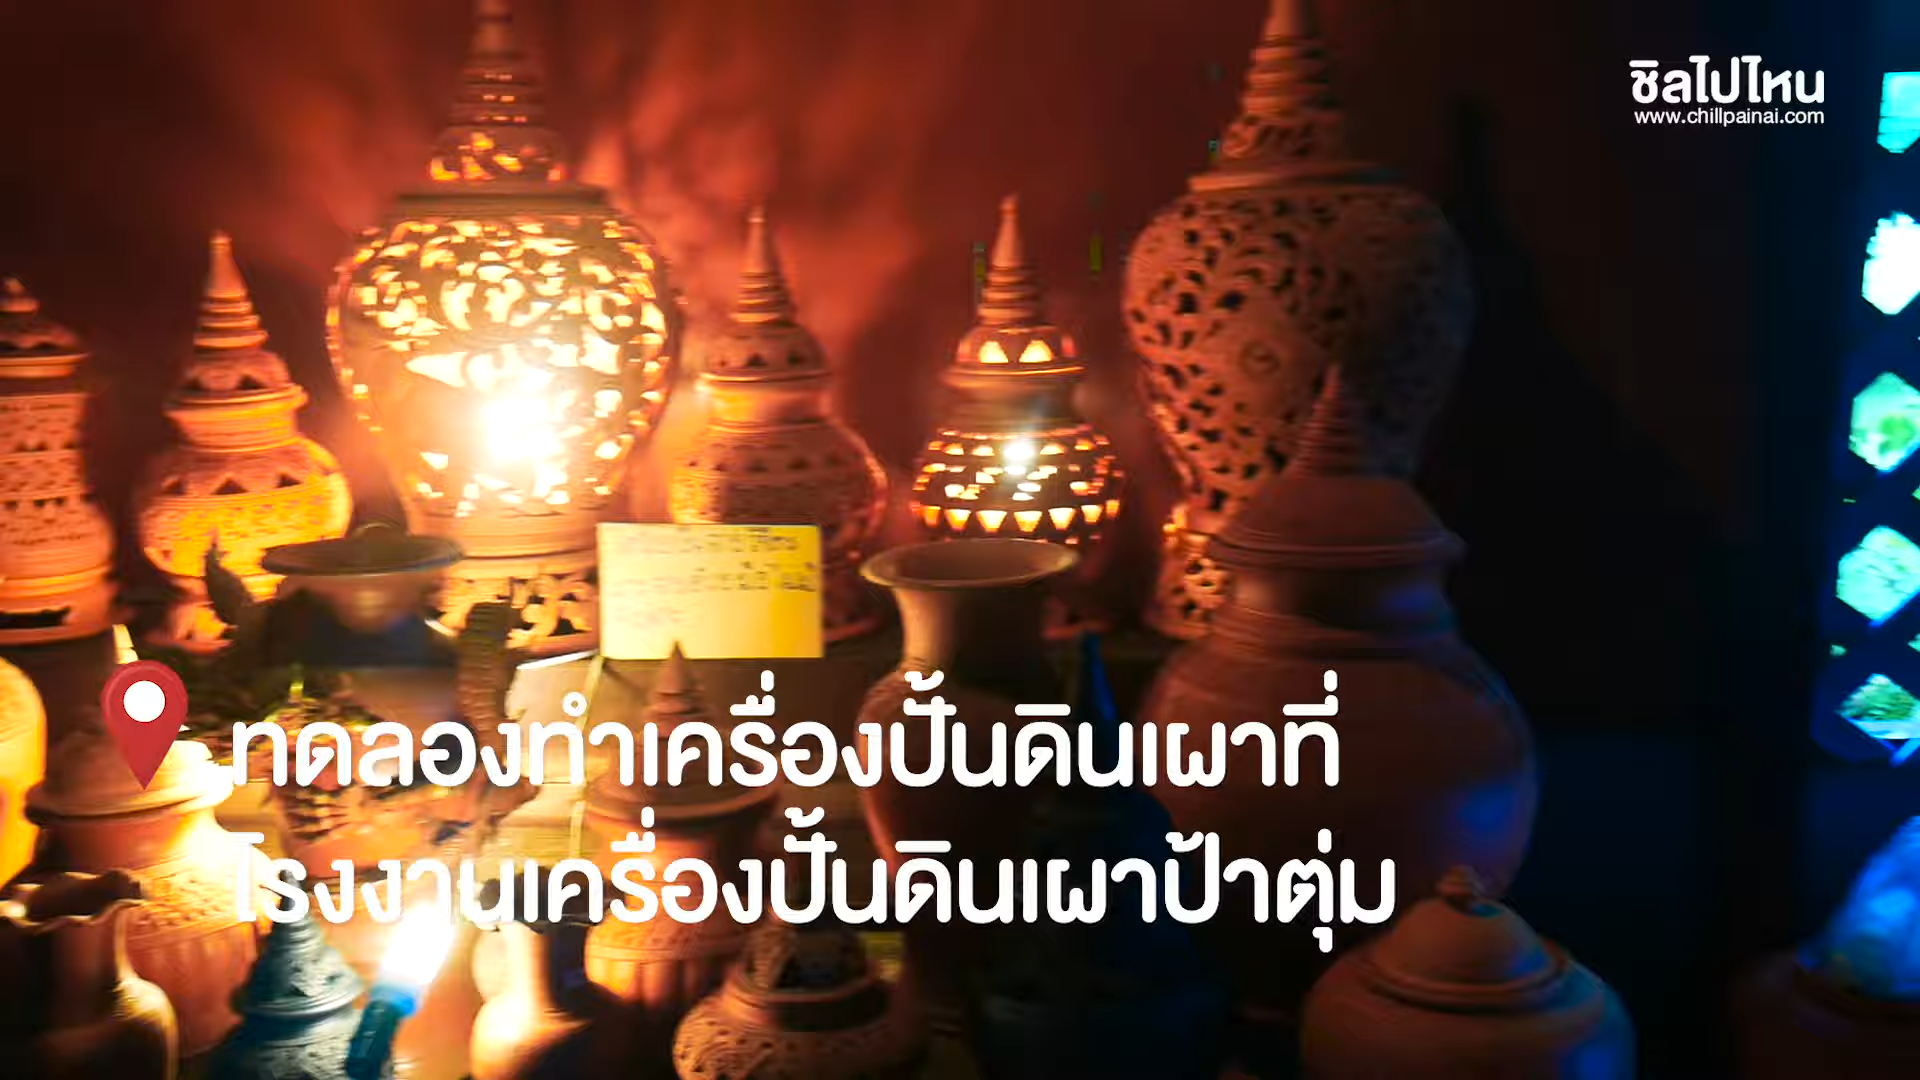 ชิลไปไหน
www.chillpainai.com
ทดลองทำเครื่องปั้นดินเผาที่
โรงงานเครื่องปั้นดินเผาป้าตุ่ม